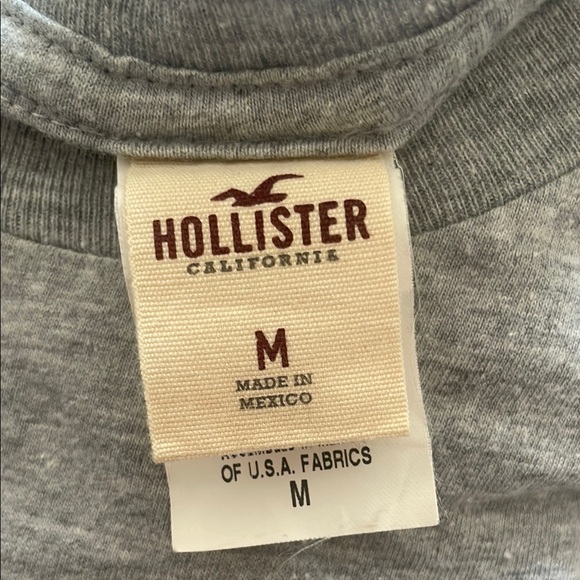 HOLLISTER
CALIFORNIA
M
MADE IN
MEXICO
OF U.S.A. FABRICS
M